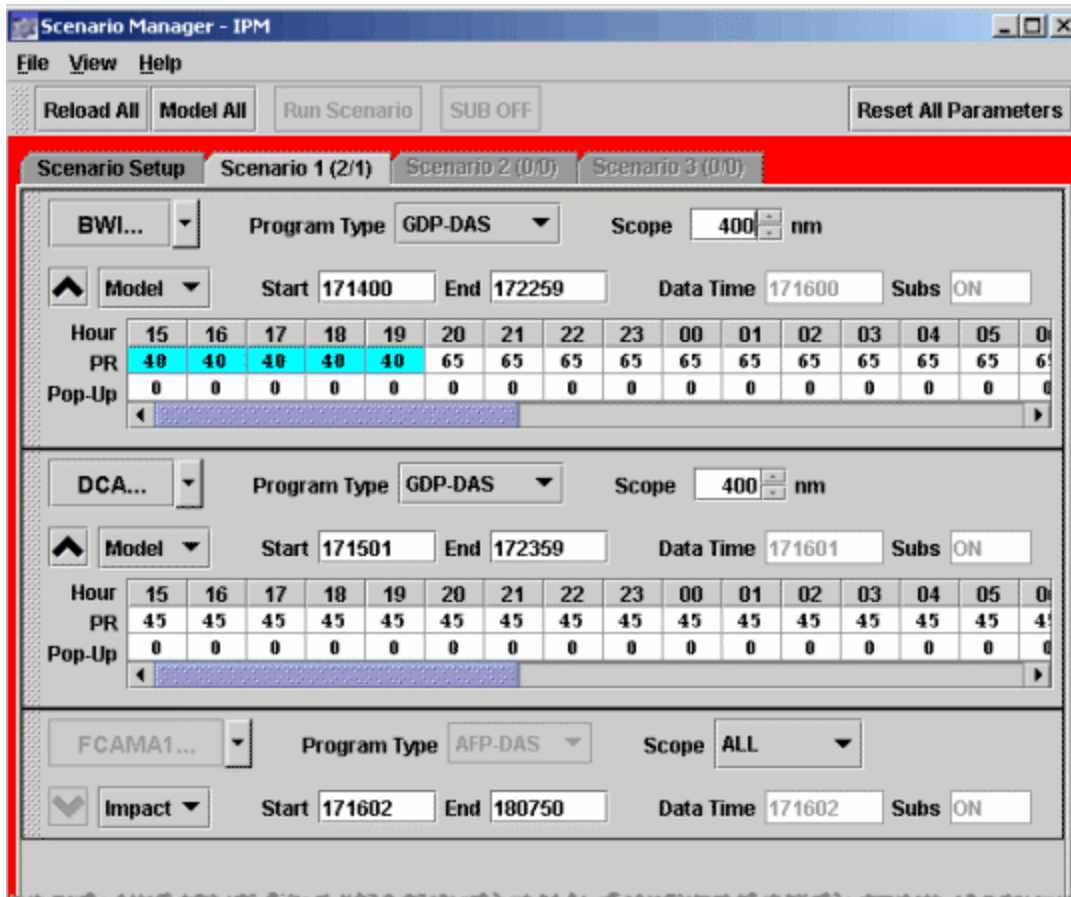 Scenario Manager - IPM
File View Help
Reload All Model All Run Scenario SUB OFF Reset All Parameters
Scenario Setup Scenario 1 (2/1) Scenario 2 (0/0) Scenario 3 (0/0)
BWI... Program Type GDP-DAS Scope 400 nm
Model Start 171400 End 172259 Data Time 171600 Subs ON
Hour 15 16 17 18 19 20 21 22 23 00 01 02 03 04 05
PR 40 40 40 40 40 65 65 65 65 65 65 65 65 65 65
Pop-Up 0 0 0 0 0 0 0 0 0 0 0 0 0 0 0
DCA... Program Type GDP-DAS Scope 400 nm
Model Start 171501 End 172359 Data Time 171601 Subs ON
Hour 15 16 17 18 19 20 21 22 23 00 01 02 03 04 05
PR 45 45 45 45 45 45 45 45 45 45 45 45 45 45 45
Pop-Up 0 0 0 0 0 0 0 0 0 0 0 0 0 0 0
FCAMA1... Program Type AFP-DAS Scope ALL
Impact Start 171602 End 180750 Data Time 171602 Subs ON